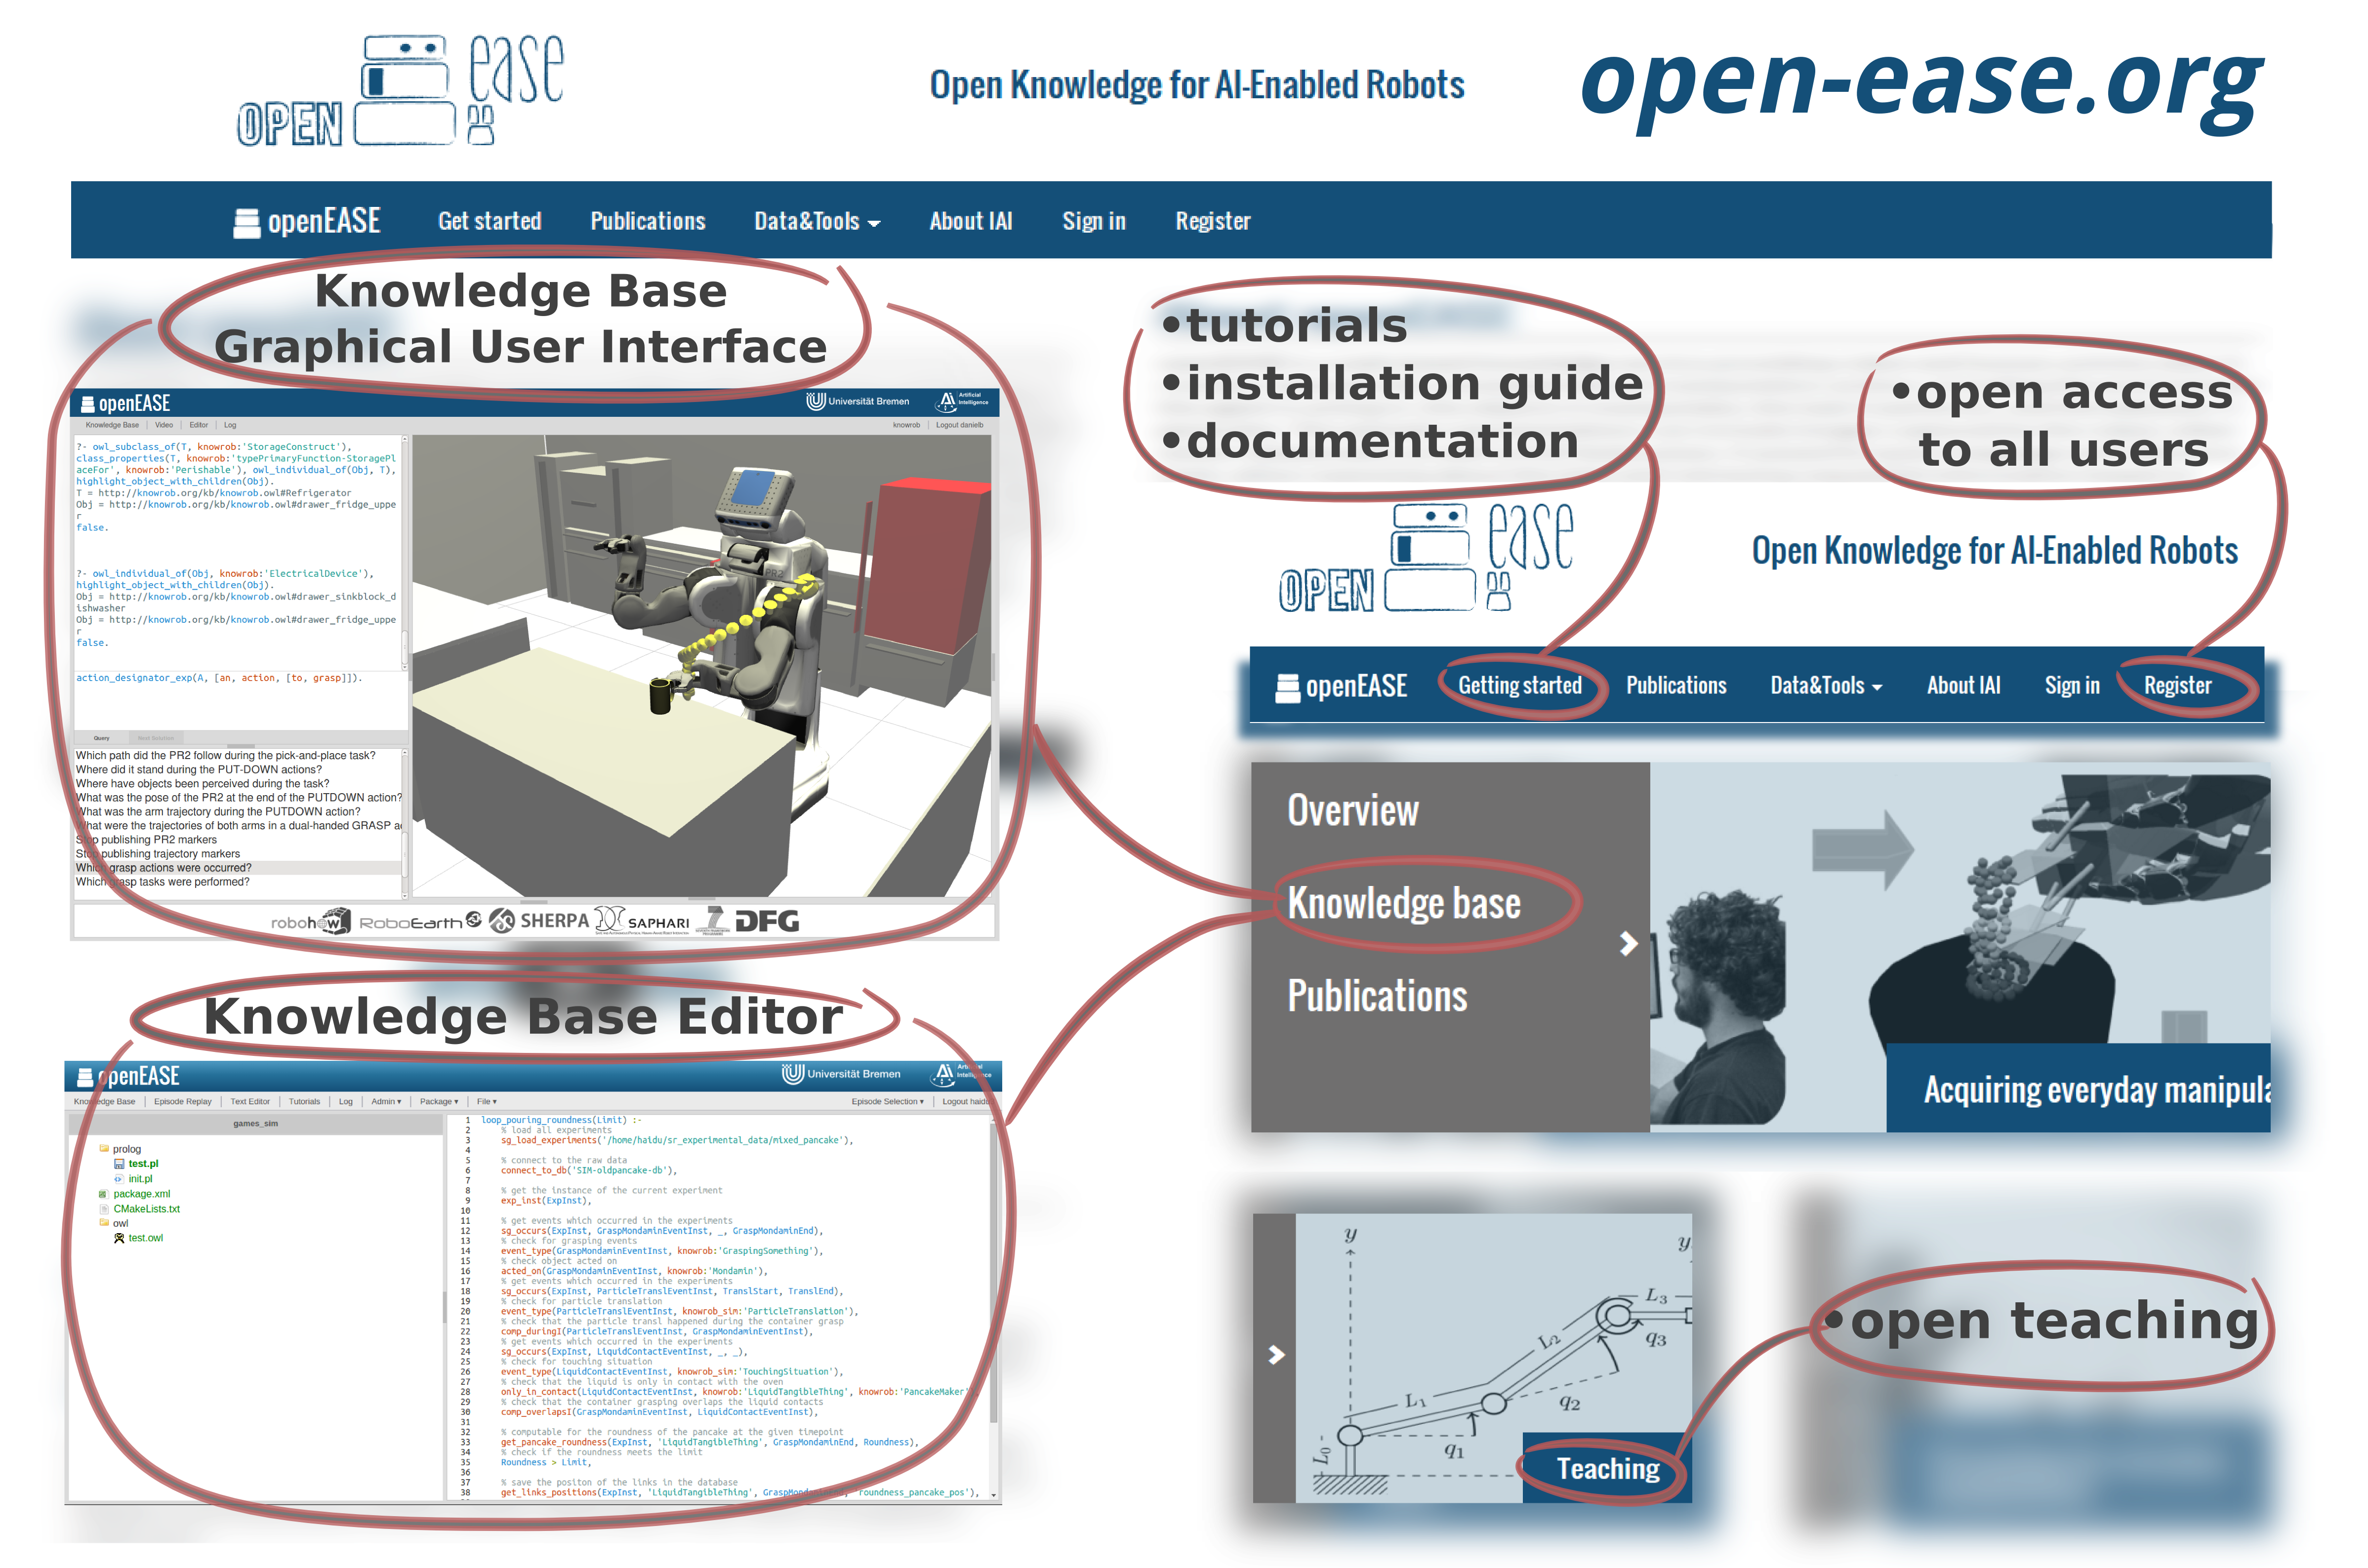 OPEN ease
Open Knowledge for AI-Enabled Robots
open-ease.org
openEASE Get started Publications Data&Tools About IAI Sign in Register
Knowledge Base
Graphical User Interface
openEASE Universität Bremen Artificial Intelligence
Knowledge Base Video Editor Log knowrob Logout danielb
?- owl_subclass_of(T, knowrob:'StorageConstruct'),
class_properties(T, knowrob:'typePrimaryFunction-StoragePl
aceFor', knowrob:'Perishable'), owl_individual_of(Obj, T),
highlight_object_with_children(Obj).
T = http://knowrob.org/kb/knowrob.owl#Refrigerator
Obj = http://knowrob.org/kb/knowrob.owl#drawer_fridge_uppe
r
false.
?- owl_individual_of(Obj, knowrob:'ElectricalDevice'),
highlight_object_with_children(Obj).
Obj = http://knowrob.org/kb/knowrob.owl#drawer_sinkblock_d
ishwasher
Obj = http://knowrob.org/kb/knowrob.owl#drawer_fridge_uppe
r
false.
action_designator_exp(A, [an, action, [to, grasp]]).
Query Next Solution
Which path did the PR2 follow during the pick-and-place task?
Where did it stand during the PUT-DOWN actions?
Where have objects been perceived during the task?
What was the pose of the PR2 at the end of the PUTDOWN action?
What was the arm trajectory during the PUTDOWN action?
What were the trajectories of both arms in a dual-handed GRASP ac
Stop publishing PR2 markers
Stop publishing trajectory markers
Which grasp actions were occurred?
Which grasp tasks were performed?
PR2
robohow RoboEarth SHERPA SAPHARI DFG
Knowledge Base Editor
openEASE Universität Bremen Artificial Intelligence
Knowledge Base Episode Replay Text Editor Tutorials Log Admin Package File Episode Selection Logout haidu
games_sim
prolog
test.pl
init.pl
package.xml
CMakeLists.txt
owl
test.owl
1 loop_pouring_roundness(Limit) :-
2 % load all experiments
3 sg_load_experiments('/home/haidu/sr_experimental_data/mixed_pancake'),
4
5 % connect to the raw data
6 connect_to_db('SIM-oldpancake-db'),
7
8 % get the instance of the current experiment
9 exp_inst(ExpInst),
10
11 % get events which occurred in the experiments
12 sg_occurs(ExpInst, GraspMondaminEventInst, _, GraspMondaminEnd),
13 % check for grasping events
14 event_type(GraspMondaminEventInst, knowrob:'GraspingSomething'),
15 % check object acted on
16 acted_on(GraspMondaminEventInst, knowrob:'Mondamin'),
17 % get events which occurred in the experiments
18 sg_occurs(ExpInst, ParticleTranslEventInst, TranslStart, TranslEnd),
19 % check for particle translation
20 event_type(ParticleTranslEventInst, knowrob_sim:'ParticleTranslation'),
21 % check that the particle transl happened during the container grasp
22 comp_duringI(ParticleTranslEventInst, GraspMondaminEventInst),
23 % get events which occurred in the experiments
24 sg_occurs(ExpInst, LiquidContactEventInst, _, _),
25 % check for touching situation
26 event_type(LiquidContactEventInst, knowrob_sim:'TouchingSituation'),
27 % check that the liquid is only in contact with the oven
28 only_in_contact(LiquidContactEventInst, knowrob:'LiquidTangibleThing', knowrob:'PancakeMaker'
29 % check that the container grasping overlaps the liquid contacts
30 comp_overlapsI(GraspMondaminEventInst, LiquidContactEventInst),
31
32 % computable for the roundness of the pancake at the given timepoint
33 get_pancake_roundness(ExpInst, 'LiquidTangibleThing', GraspMondaminEnd, Roundness),
34 % check if the roundness meets the limit
35 Roundness > Limit,
36
37 % save the positon of the links in the database
38 get_links_positions(ExpInst, 'LiquidTangibleThing', GraspMondaminEnd, 'roundness_pancake_pos'),
•tutorials
•installation guide
•documentation
•open access
to all users
OPEN ease
Open Knowledge for AI-Enabled Robots
openEASE Getting started Publications Data&Tools About IAI Sign in Register
Overview
Knowledge base
Publications
Acquiring everyday manipula
y
y
L0
L1
L2
L3
q1
q2
q3
Teaching
•open teaching